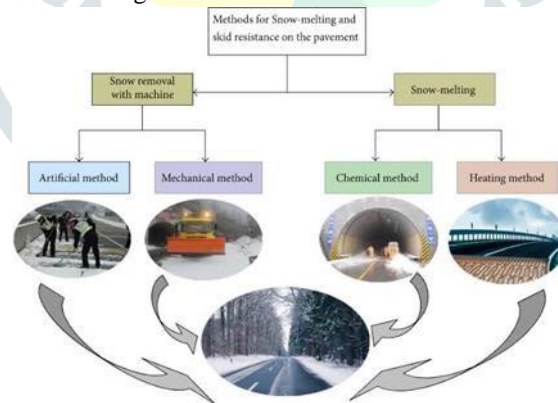 Methods for Snow-melting and
skid resistance on the pavement
Snow removal
with machine
Snow-melting
Artificial method
Mechanical method
Chemical method
Heating method